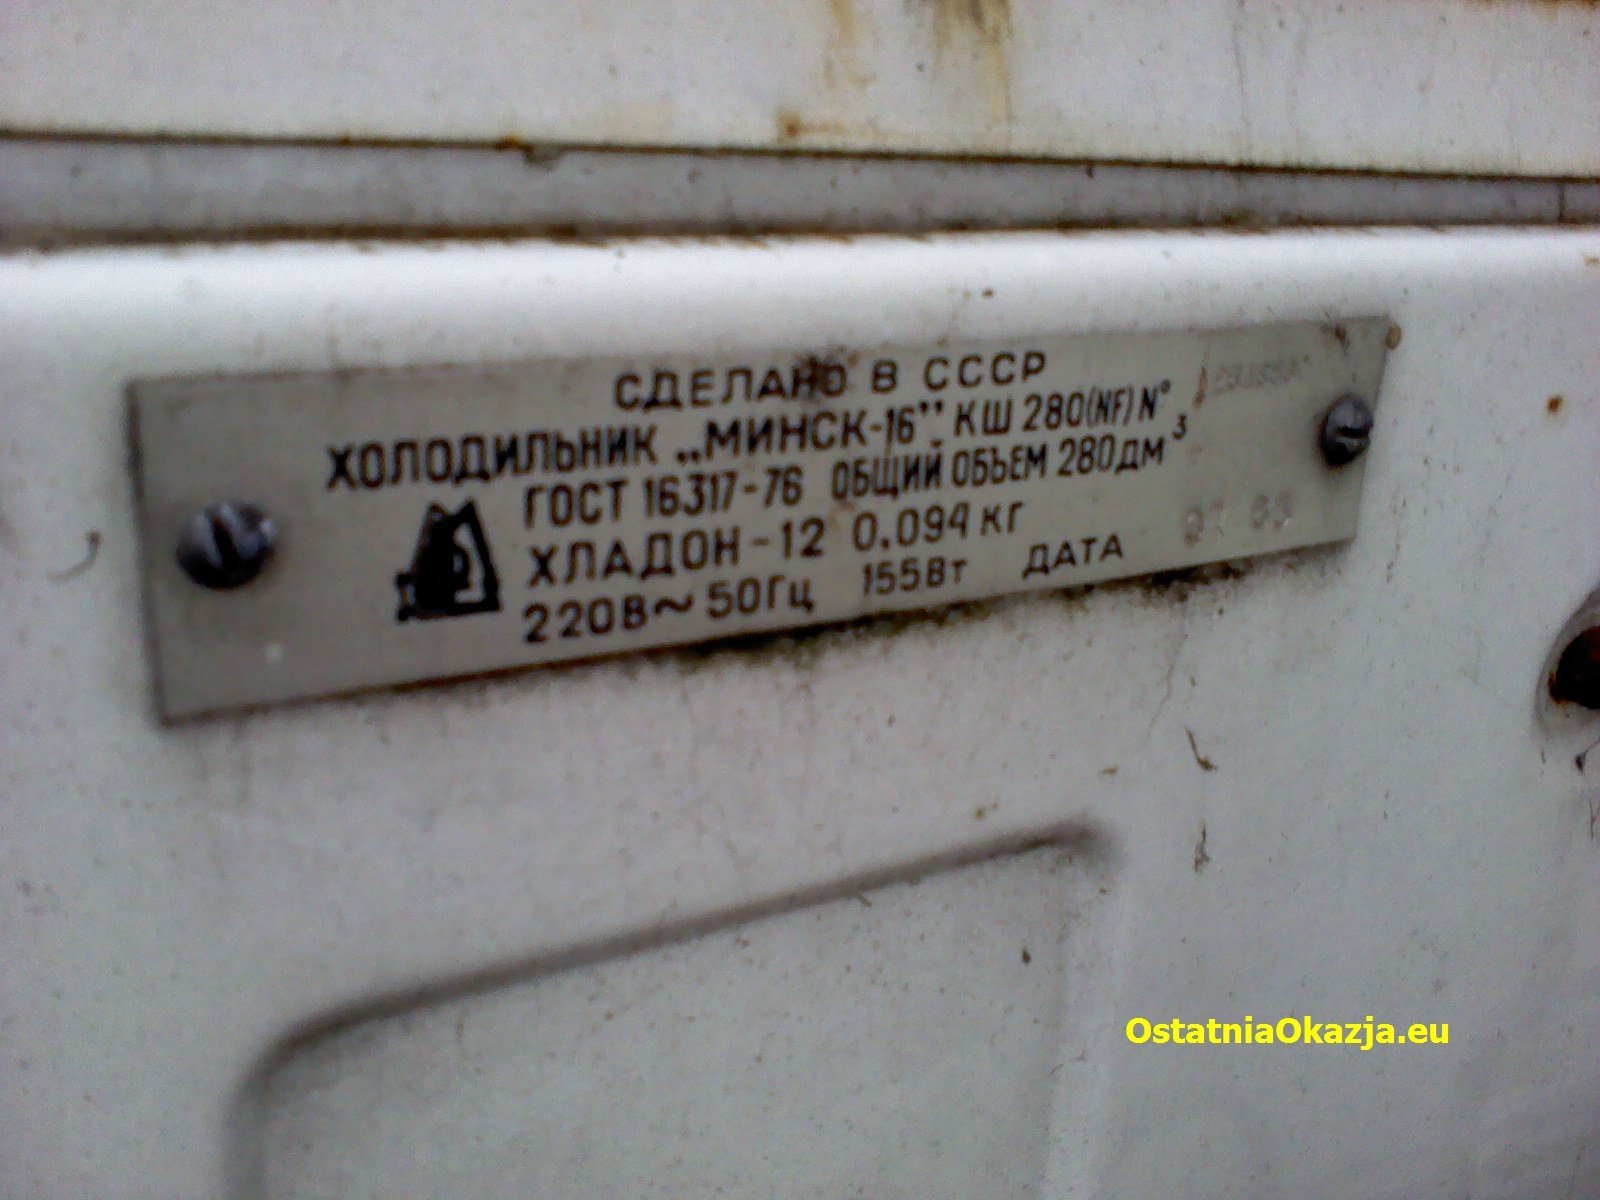 СДЕЛАНО В СССР
ХОЛОДИЛЬНИК „МИНСК-16” КШ 280(NF) N°
ГОСТ 16317-76 ОБЩИЙ ОБЪЕМ 280ДМ³
ХЛАДОН-12 0.094 КГ
220В~50Гц 155Вт ДАТА
OstatniaOkazja.eu